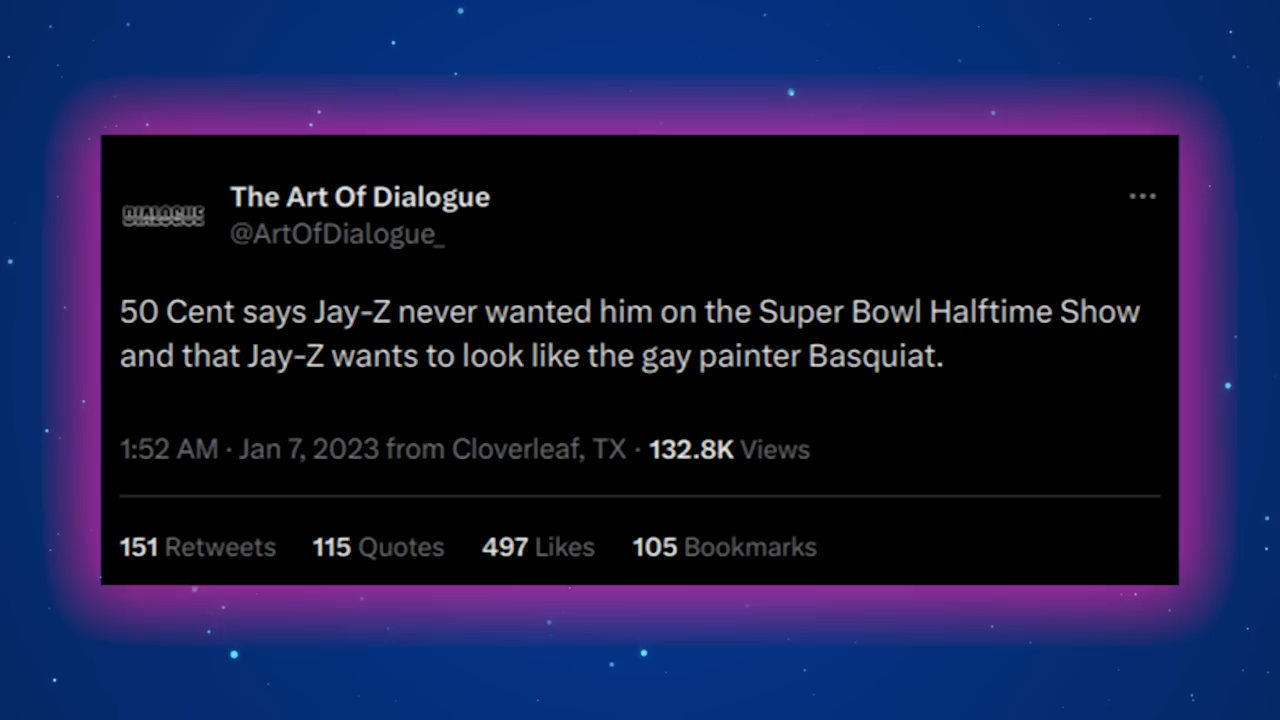 DIALOGUE
The Art Of Dialogue
@ArtOfDialogue_
50 Cent says Jay-Z never wanted him on the Super Bowl Halftime Show
and that Jay-Z wants to look like the gay painter Basquiat.
1:52 AM · Jan 7, 2023 from Cloverleaf, TX · 132.8K Views
151 Retweets 115 Quotes 497 Likes 105 Bookmarks